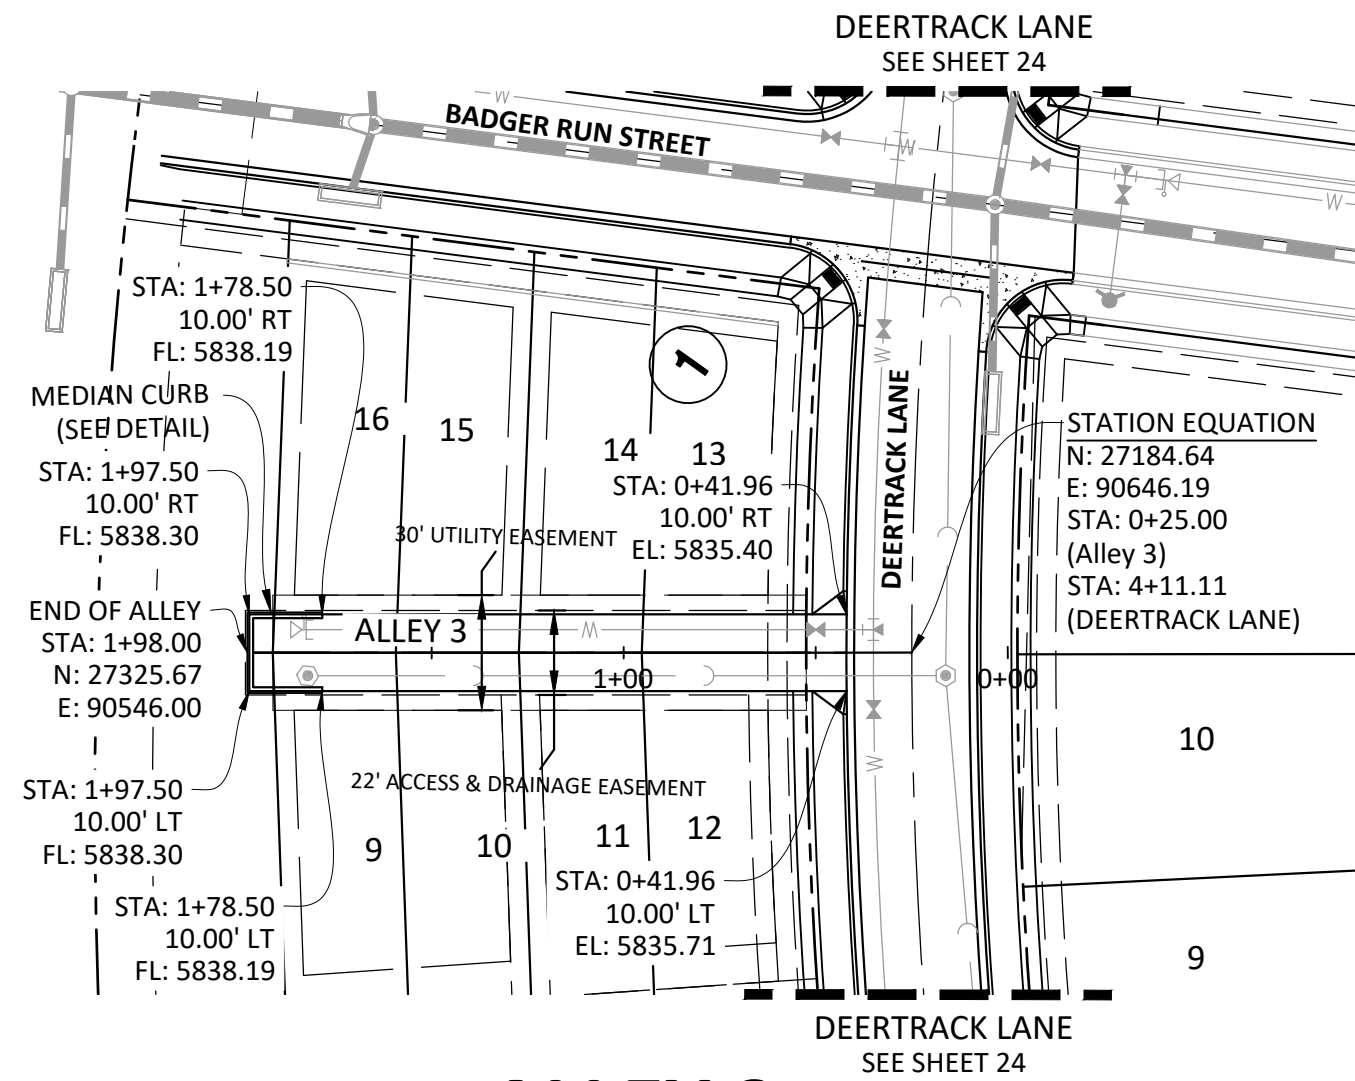 DEERTRACK LANE
SEE SHEET 24
W
BADGER RUN STREET
W
W
STA: 1+78.50
10.00' RT
FL: 5838.19
1
W
DEERTRACK LANE
MEDIAN CURB
(SEE DETAIL)
16
15
14
13
STATION EQUATION
N: 27184.64
E: 90646.19
STA: 0+25.00
(Alley 3)
STA: 4+11.11
(DEERTRACK LANE)
STA: 1+97.50
10.00' RT
FL: 5838.30
STA: 0+41.96
10.00' RT
EL: 5835.40
30' UTILITY EASEMENT
END OF ALLEY
STA: 1+98.00
N: 27325.67
E: 90546.00
ALLEY 3
W
1+00
0+00
10
W
22' ACCESS & DRAINAGE EASEMENT
STA: 1+97.50
10.00' LT
FL: 5838.30
9
10
11
12
STA: 0+41.96
10.00' LT
EL: 5835.71
STA: 1+78.50
10.00' LT
FL: 5838.19
9
DEERTRACK LANE
SEE SHEET 24